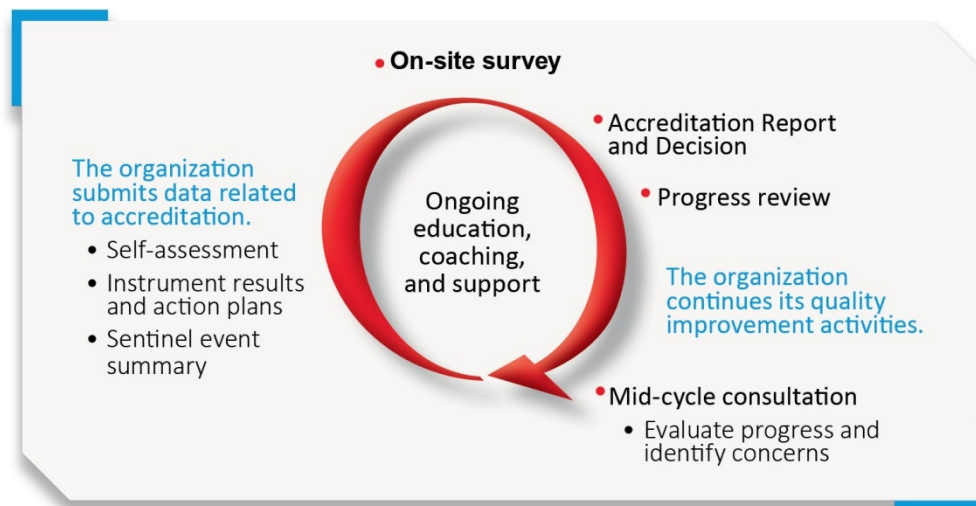 • On-site survey
• Accreditation Report
and Decision
• Progress review
The organization
continues its quality
improvement activities.
• Mid-cycle consultation
• Evaluate progress and
identify concerns
The organization
submits data related
to accreditation.
• Self-assessment
• Instrument results
and action plans
• Sentinel event
summary
Ongoing
education,
coaching,
and support